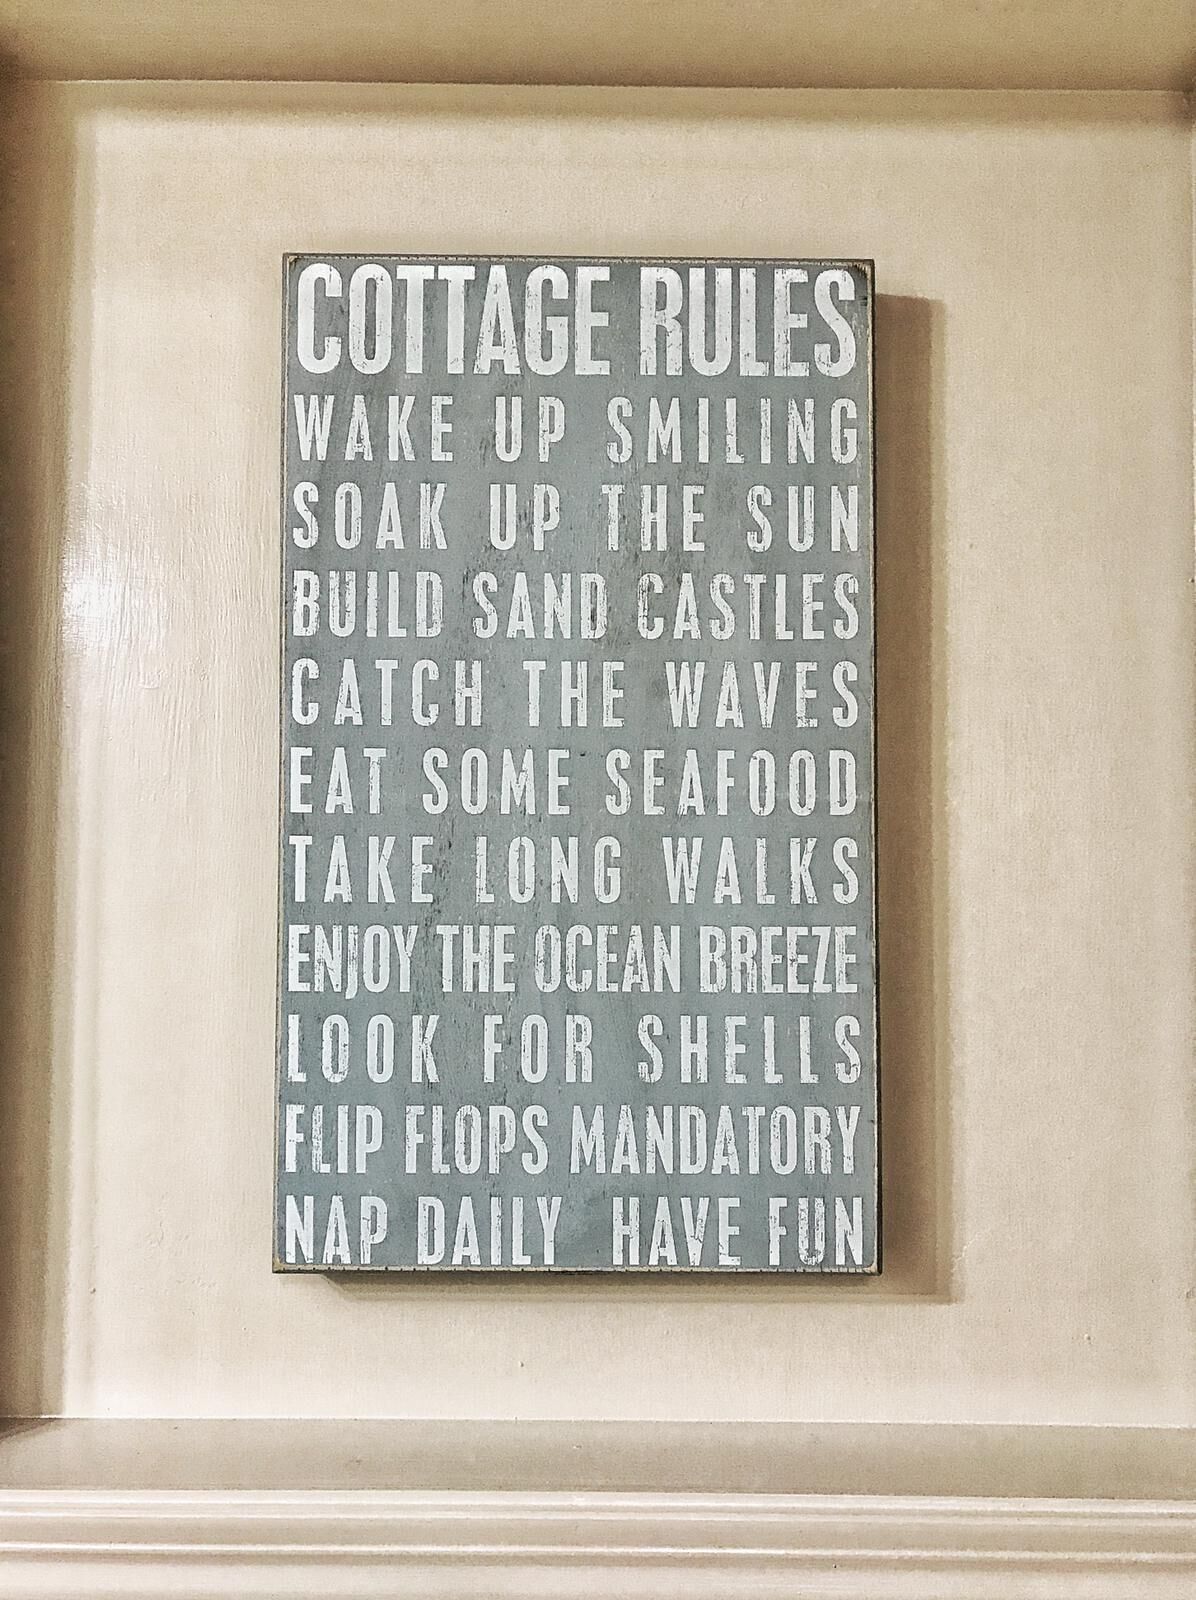 COTTAGE RULES
WAKE UP SMILING
SOAK UP THE SUN
BUILD SAND CASTLES
CATCH THE WAVES
EAT SOME SEAFOOD
TAKE LONG WALKS
ENJOY THE OCEAN BREEZE
LOOK FOR SHELLS
FLIP FLOPS MANDATORY
NAP DAILY HAVE FUN